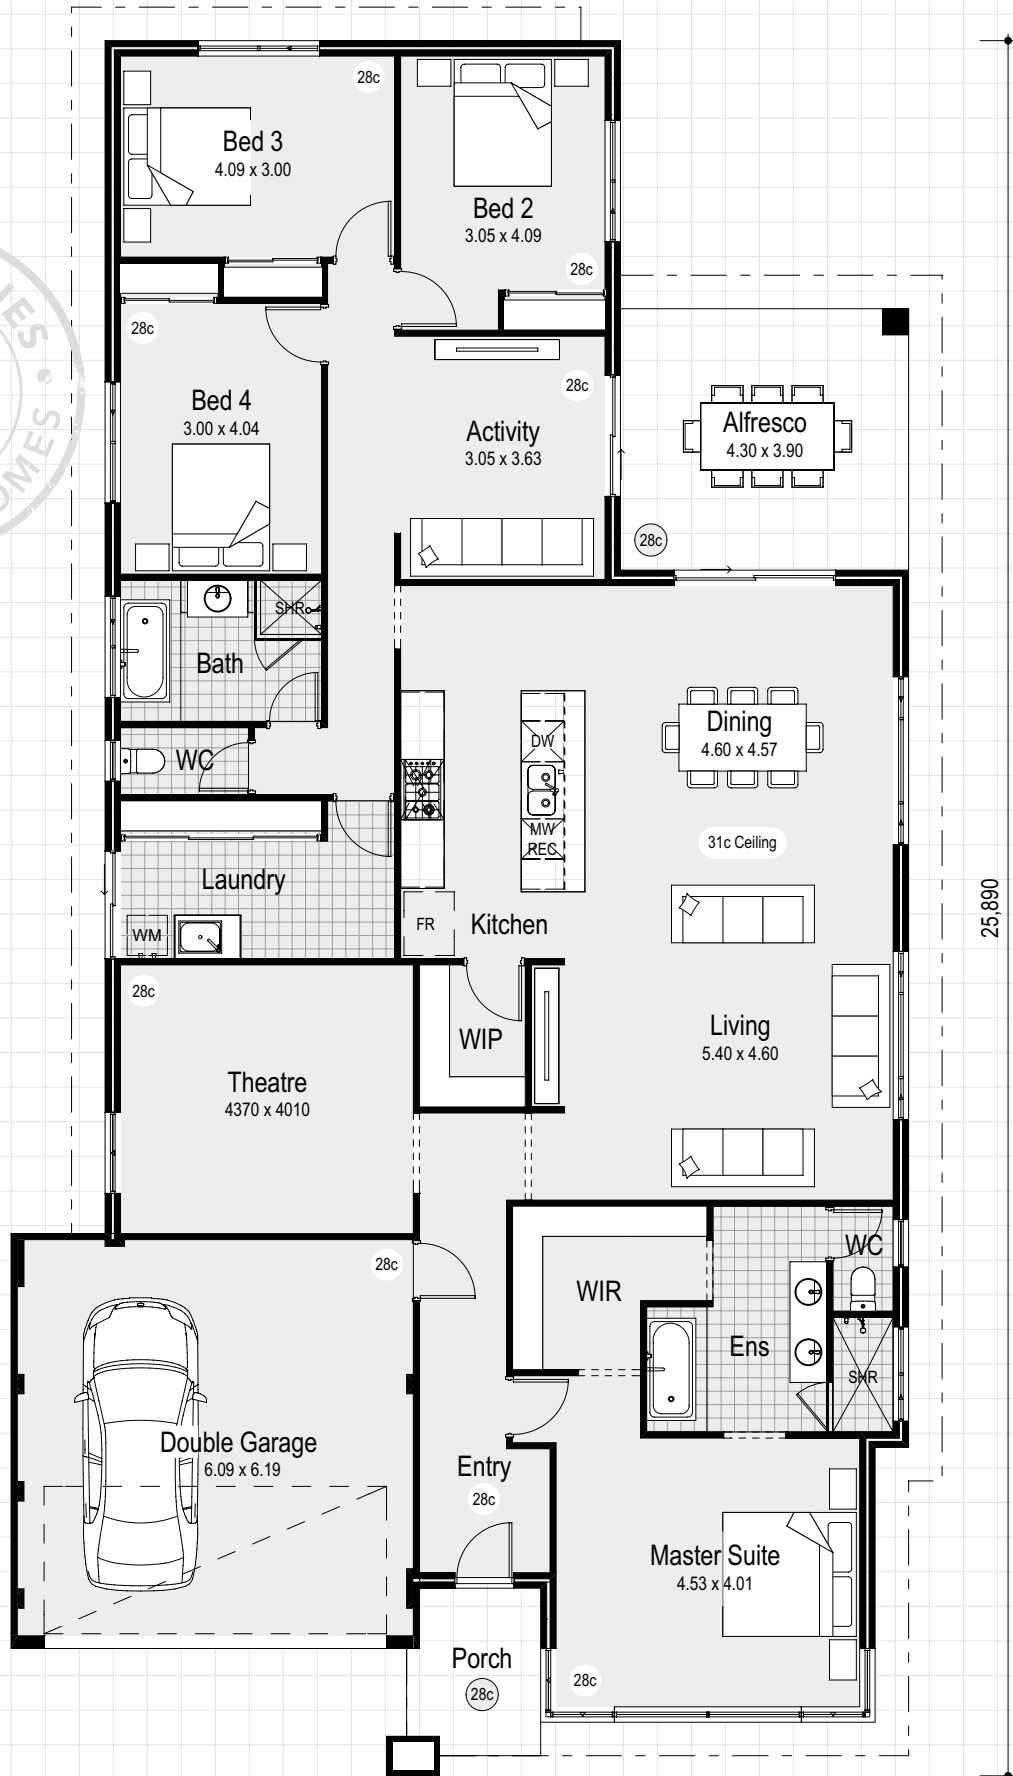 28c
Bed 3
4.09 x 3.00
Bed 2
3.05 x 4.09
28c
28c
28c
Bed 4
3.00 x 4.04
Activity
3.05 x 3.63
Alfresco
4.30 x 3.90
28c
SHR
Bath
WC
Dining
4.60 x 4.57
DW
MW
REC
31c Ceiling
Laundry
WM
FR
Kitchen
25,890
28c
WIP
Living
5.40 x 4.60
Theatre
4370 x 4010
28c
WIR
WC
Ens
SHR
Double Garage
6.09 x 6.19
Entry
28c
Master Suite
4.53 x 4.01
Porch
28c
28c